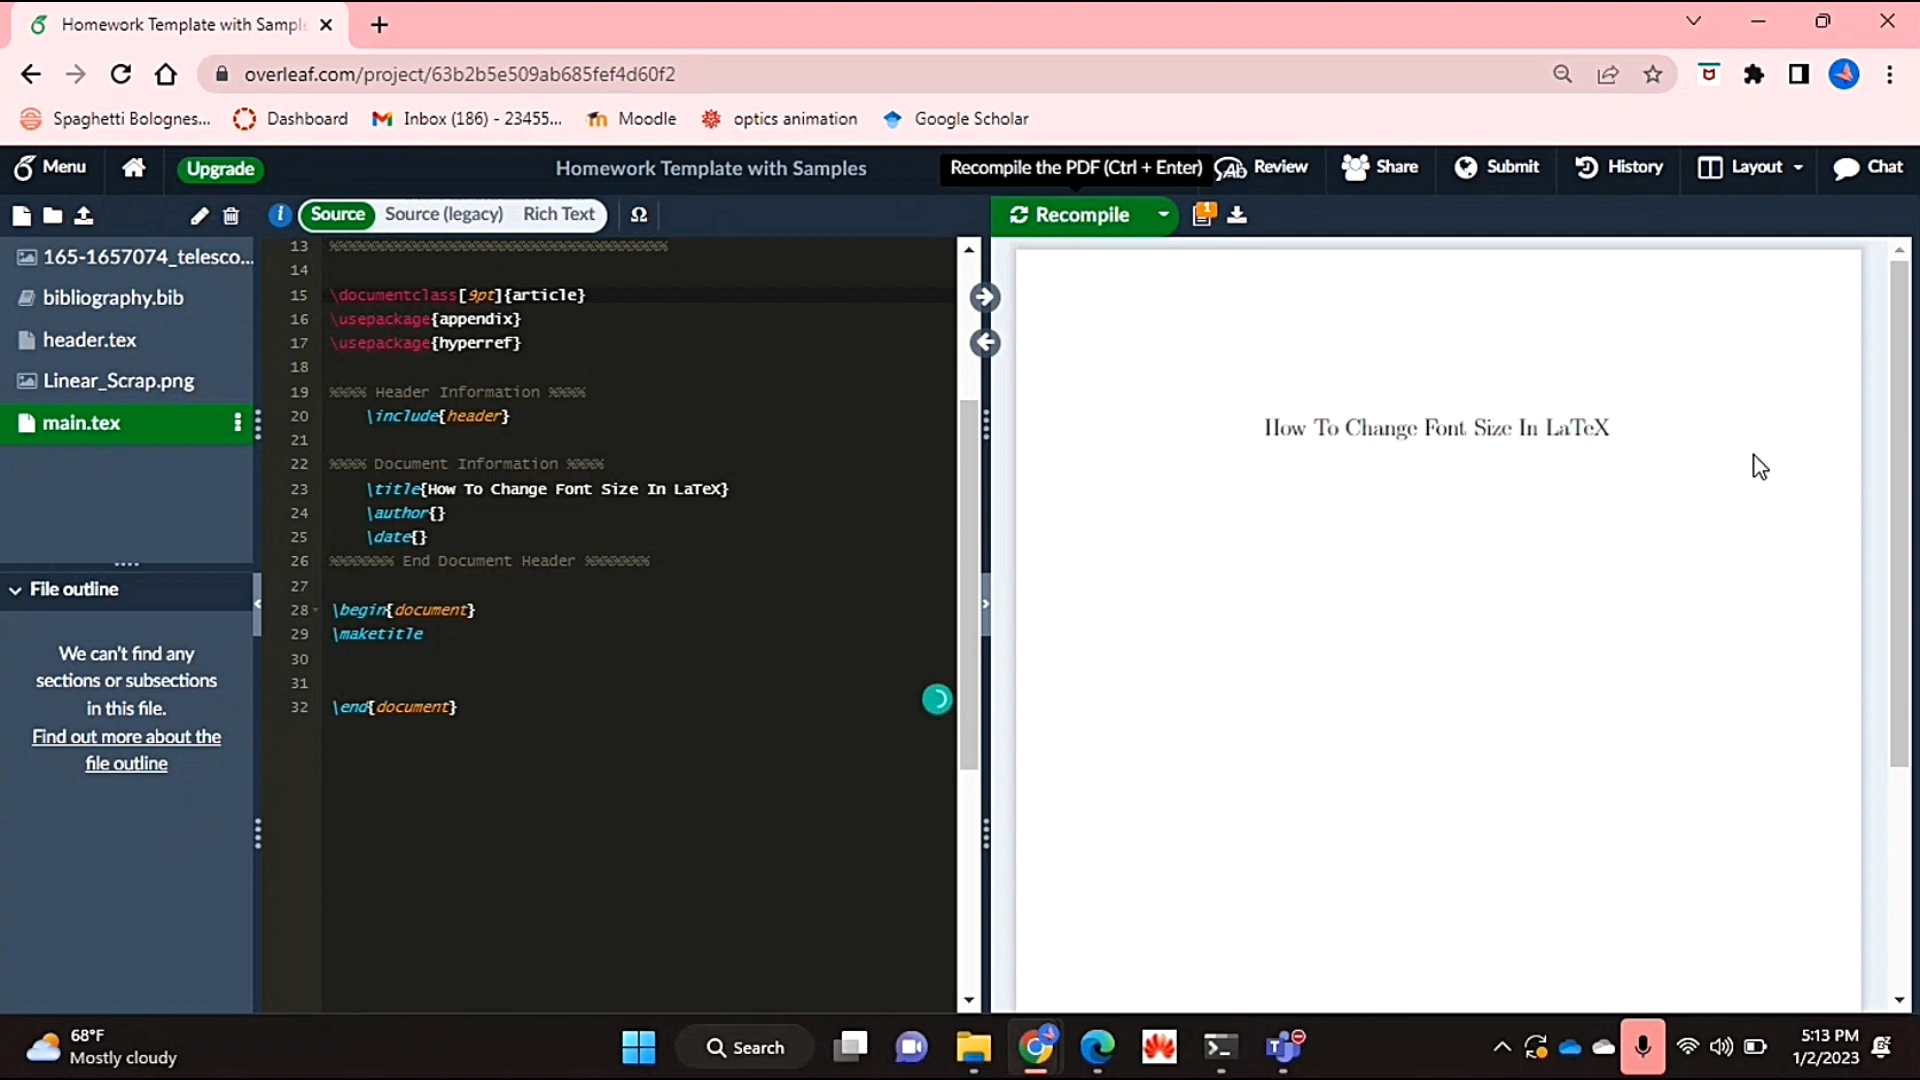 Homework Template with Sample
overleaf.com/project/63b2b5e509ab685fef4d60f2
Spaghetti Bolognes...
Dashboard
Inbox (186) - 23455...
Moodle
optics animation
Google Scholar
Menu
Upgrade
Homework Template with Samples
Recompile the PDF (Ctrl + Enter)
Review
Share
Submit
History
Layout
Chat
Source
Source (legacy)
Rich Text
Ω
Recompile
1
165-1657074_telesco...
bibliography.bib
header.tex
Linear_Scrap.png
main.tex
File outline
We can't find any
sections or subsections
in this file.
Find out more about the
file outline
13
14
15 \documentclass[9pt]{article}
16 \usepackage{appendix}
17 \usepackage{hyperref}
18
19 %%%% Header Information %%%%
20 \include{header}
21
22 %%%% Document Information %%%%
23 \title{How To Change Font Size In LaTeX}
24 \author{}
25 \date{}
26 %%%%%%% End Document Header %%%%%%%
27
28 \begin{document}
29 \maketitle
30
31
32 \end{document}
How To Change Font Size In LaTeX
68°F
Mostly cloudy
Search
5:13 PM
1/2/2023